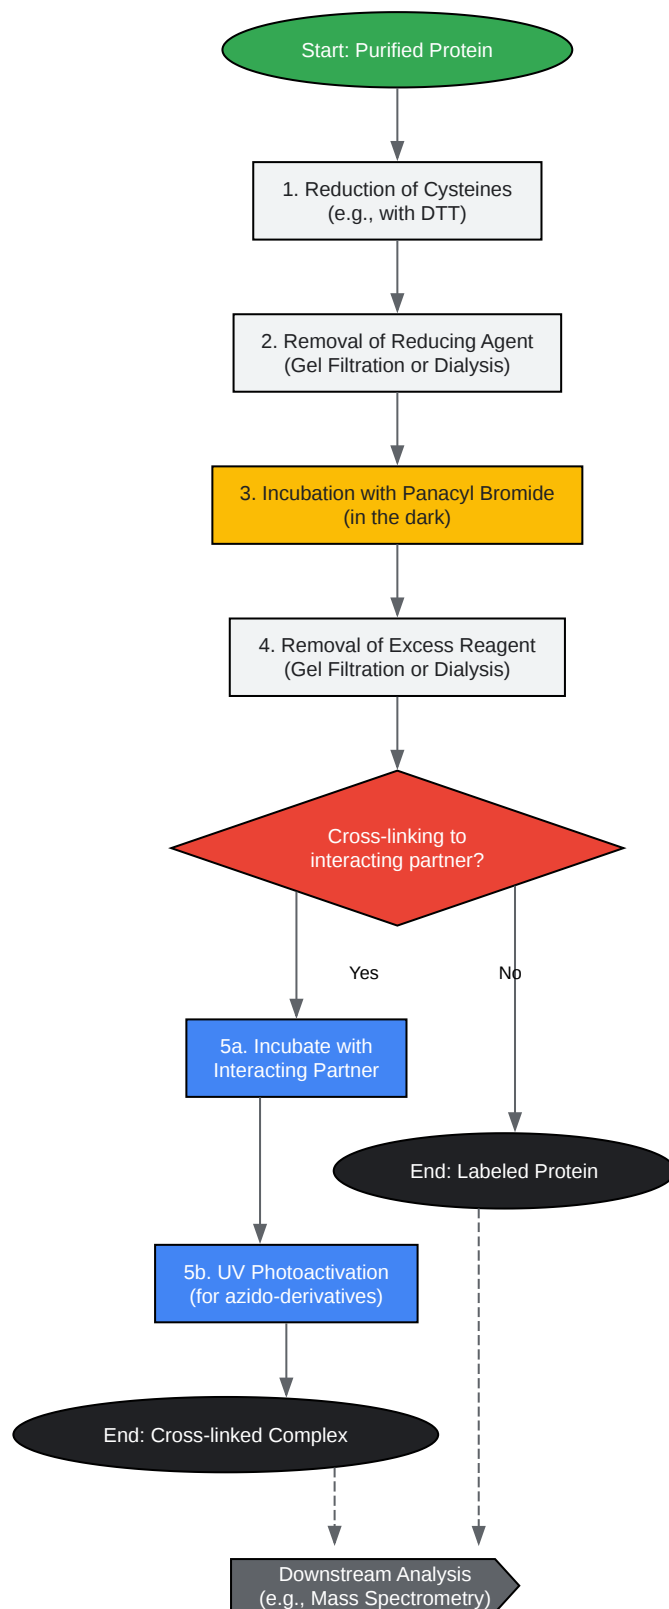 Start: Purified Protein
1. Reduction of Cysteines
(e.g., with DTT)
2. Removal of Reducing Agent
(Gel Filtration or Dialysis)
3. Incubation with Panacyl Bromide
(in the dark)
4. Removal of Excess Reagent
(Gel Filtration or Dialysis)
Cross-linking to
interacting partner?
Yes
No
5a. Incubate with
Interacting Partner
End: Labeled Protein
5b. UV Photoactivation
(for azido-derivatives)
End: Cross-linked Complex
Downstream Analysis
(e.g., Mass Spectrometry)